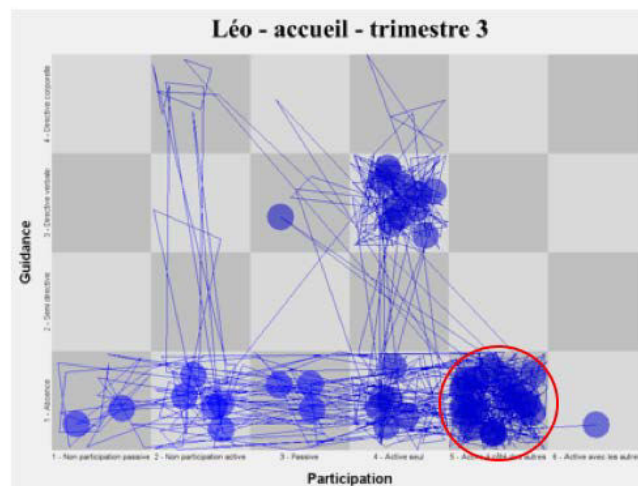 Léo - accueil - trimestre 3
Guidance
4 - Directive corporelle
3 - Directive verbale
2 - Semi directive
1 - Absence
1 - Non participation passive 2 - Non participation active 3 - Passive 4 - Active seul 5 - Active à côté des autres 6 - Active avec les autres
Participation